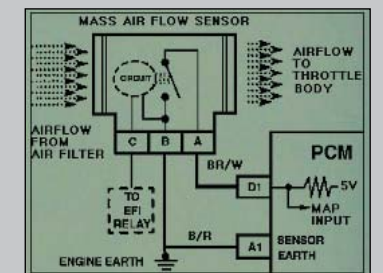 MASS AIR FLOW SENSOR
CIRCUIT
AIRFLOW
TO
THROTTLE
BODY
AIRFLOW
FROM
AIR FILTER
C B A
BR/W
PCM
TO
EFI
RELAY
D1
5V
MAP
INPUT
B/R
A1
SENSOR
EARTH
ENGINE EARTH